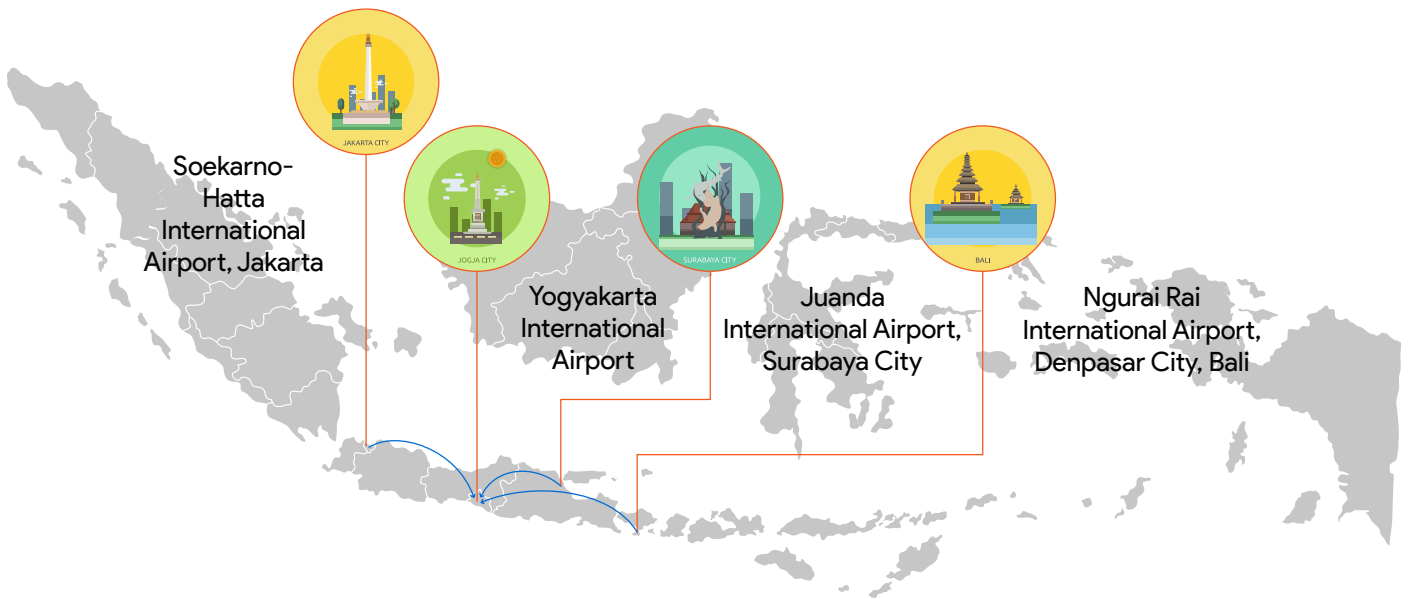 JAKARTA CITY
Soekarno-
Hatta
International
Airport, Jakarta
JOGJA CITY
Yogyakarta
International
Airport
SURABAYA CITY
Juanda
International Airport,
Surabaya City
BALI
Ngurai Rai
International Airport,
Denpasar City, Bali